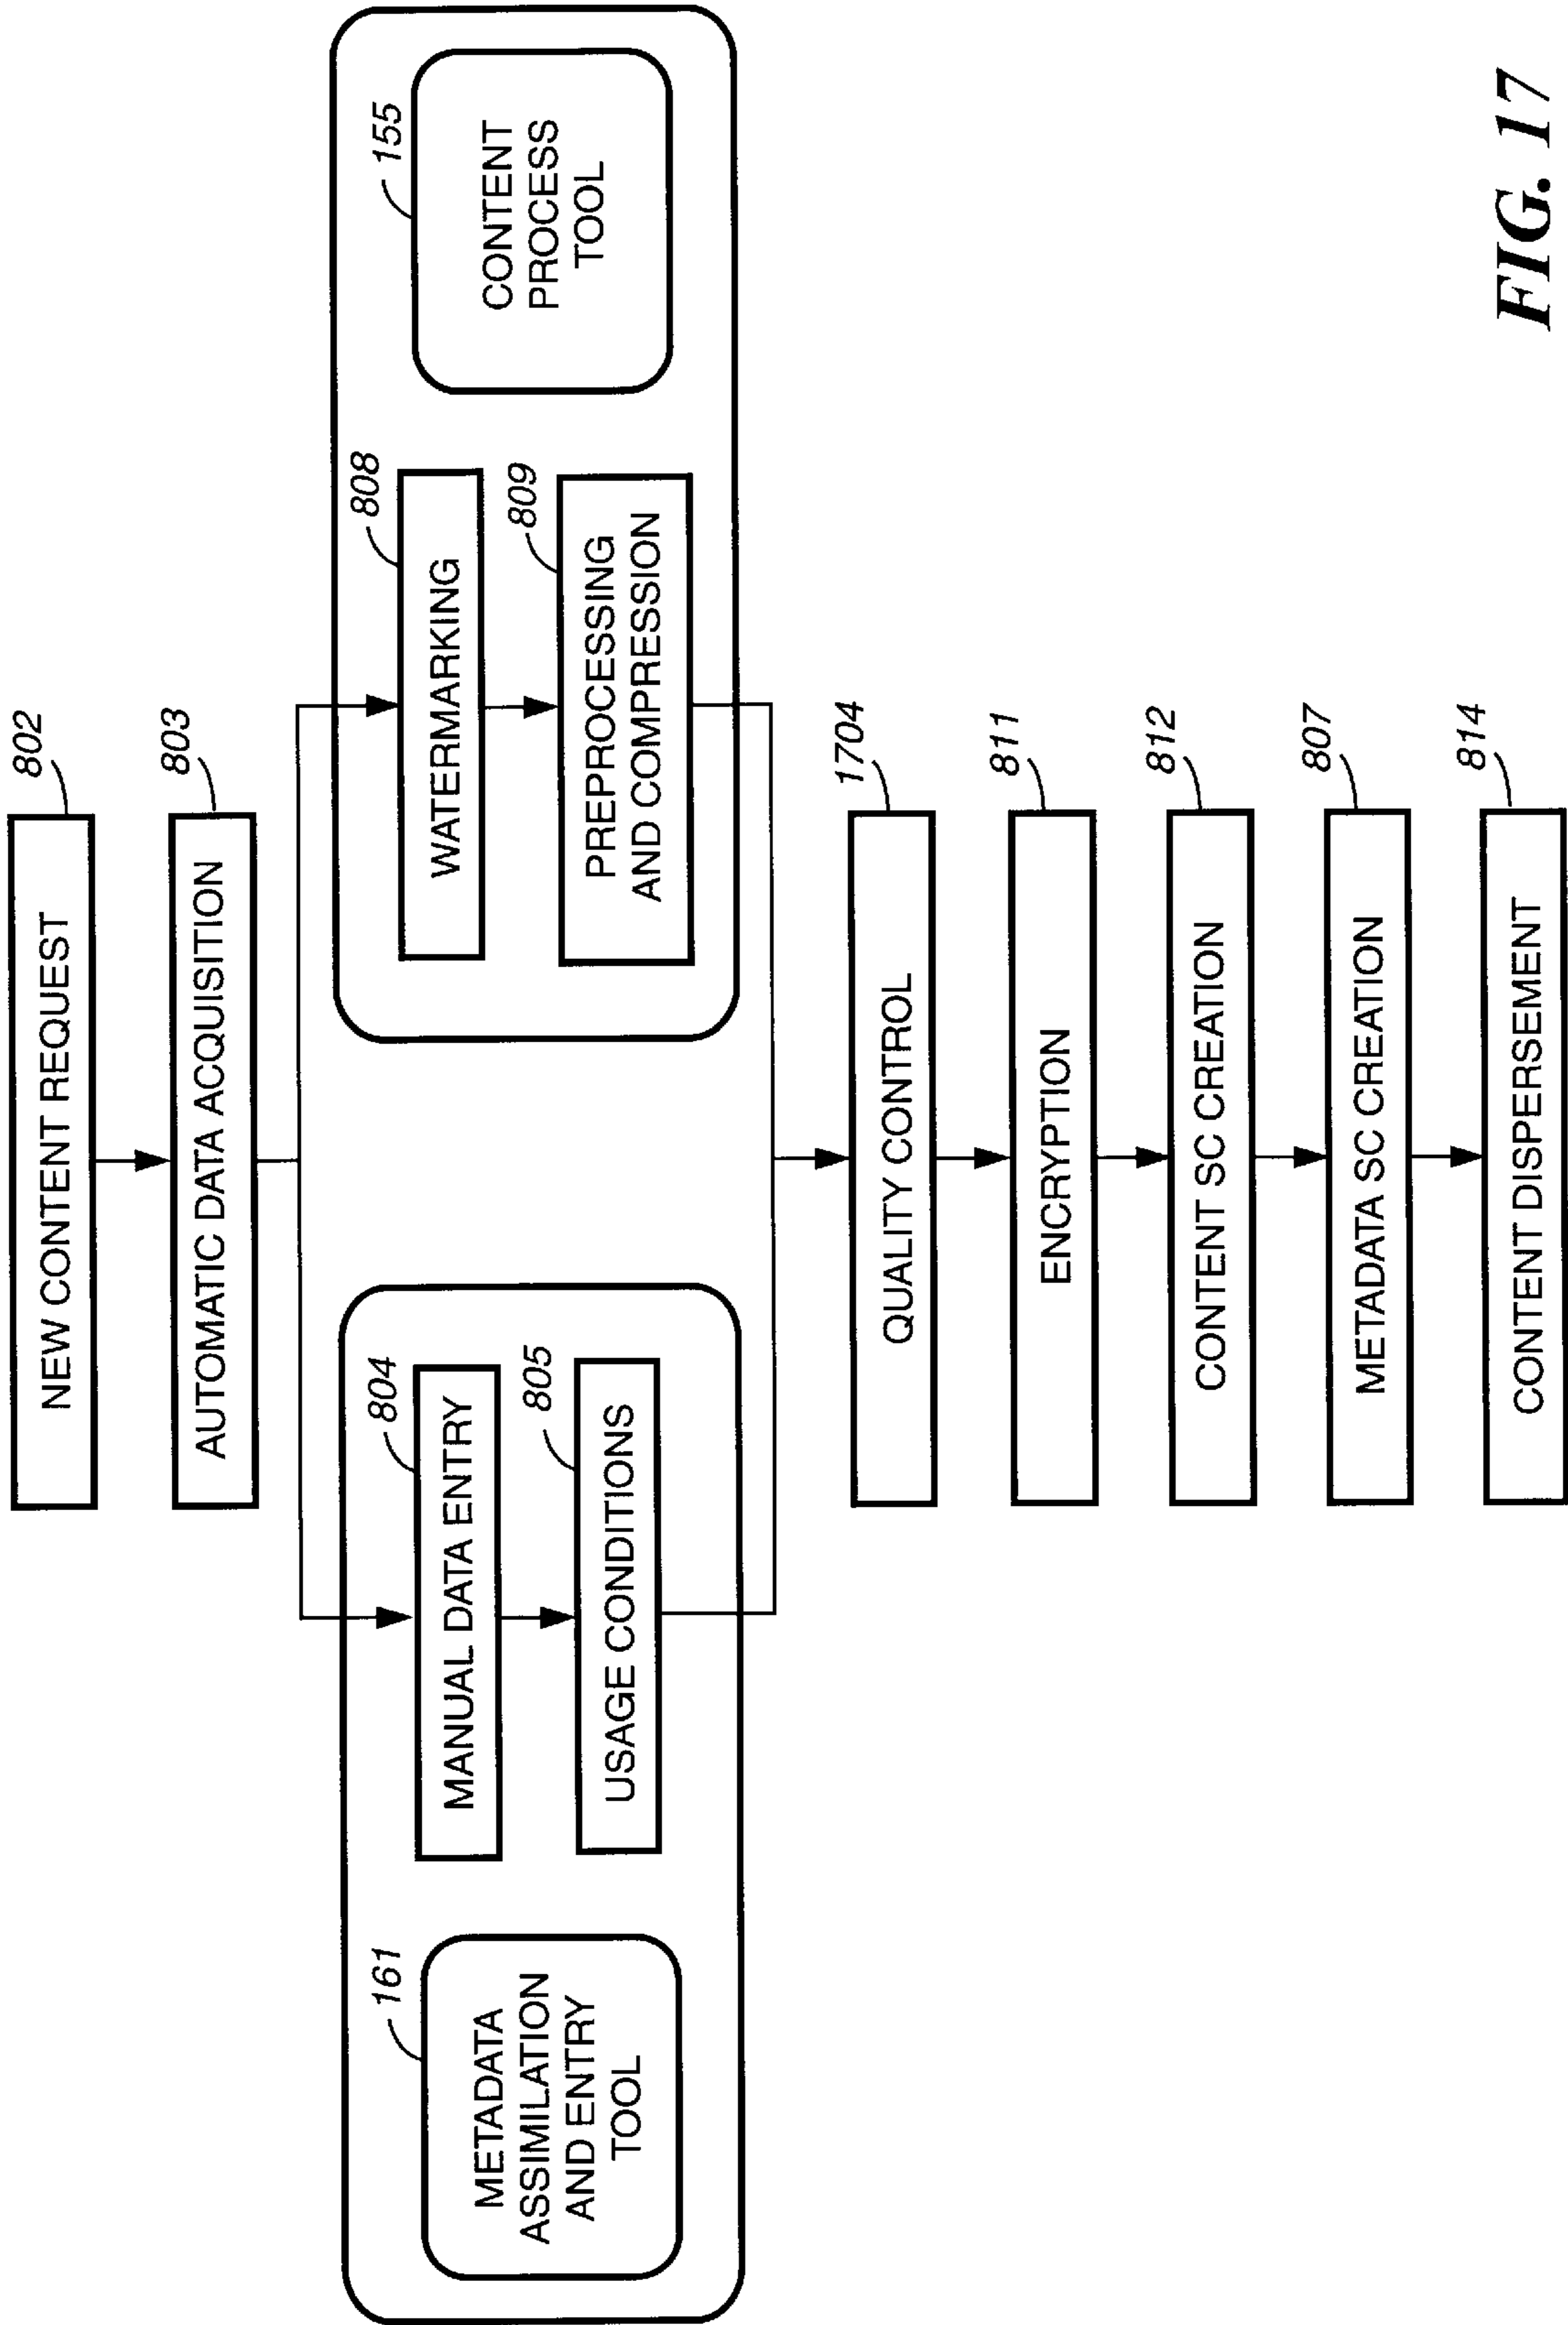 NEW CONTENT REQUEST
802
AUTOMATIC DATA ACQUISITION
803
METADATA
ASSIMILATION
AND ENTRY
TOOL
161
MANUAL DATA ENTRY
804
USAGE CONDITIONS
805
WATERMARKING
808
PREPROCESSING
AND COMPRESSION
809
CONTENT
PROCESS
TOOL
155
QUALITY CONTROL
1704
ENCRYPTION
811
CONTENT SC CREATION
812
METADATA SC CREATION
807
CONTENT DISPERSEMENT
814
FIG. 17